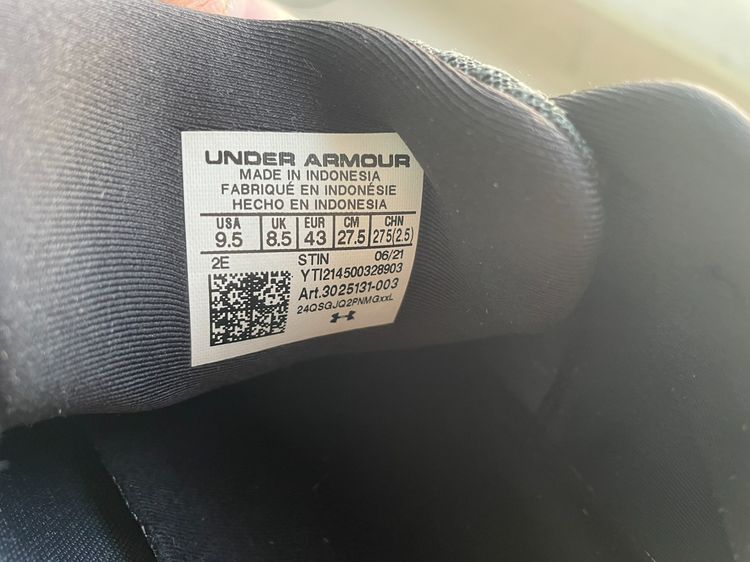 UNDER ARMOUR
MADE IN INDONESIA
FABRIQUÉ EN INDONÉSIE
HECHO EN INDONESIA
USA UK EUR CM CHN
9.5 8.5 43 27.5 275(2.5)
2E STIN 06/21
YTI214500328903
Art.3025131-003
24QSGJQ2PNMGxxL